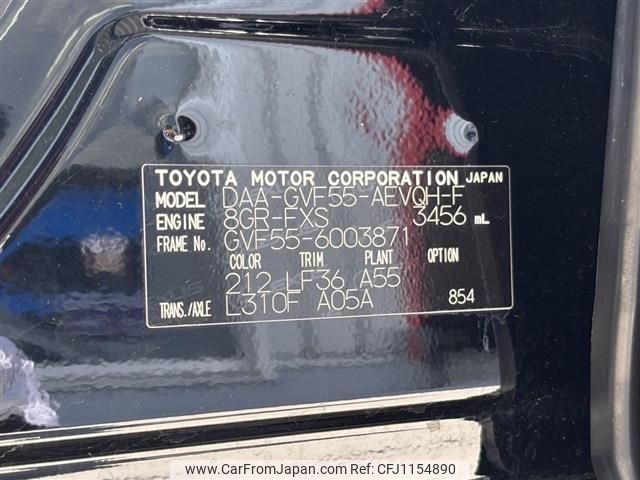 TOYOTA MOTOR CORPORATION JAPAN
MODEL DAA-GVF55-AEVQH-F
ENGINE 8GR-FXS 3456 mL
FRAME No. GVF55-6003871
COLOR TRIM PLANT OPTION
212 LF36 A55
TRANS./AXLE L310F A05A 854
www.CarFromJapan.com | Ref. No: CFJ1154890